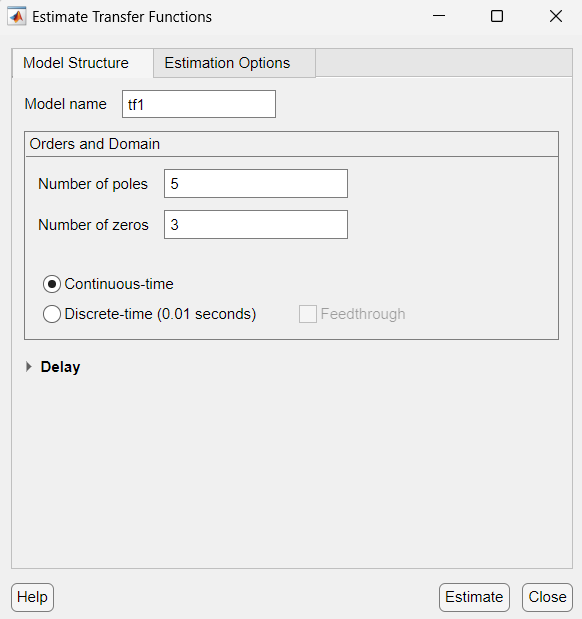 Estimate Transfer Functions
Model Structure Estimation Options
Model name tf1
Orders and Domain
Number of poles 5
Number of zeros 3
Continuous-time
Discrete-time (0.01 seconds) Feedthrough
Delay
Help Estimate Close